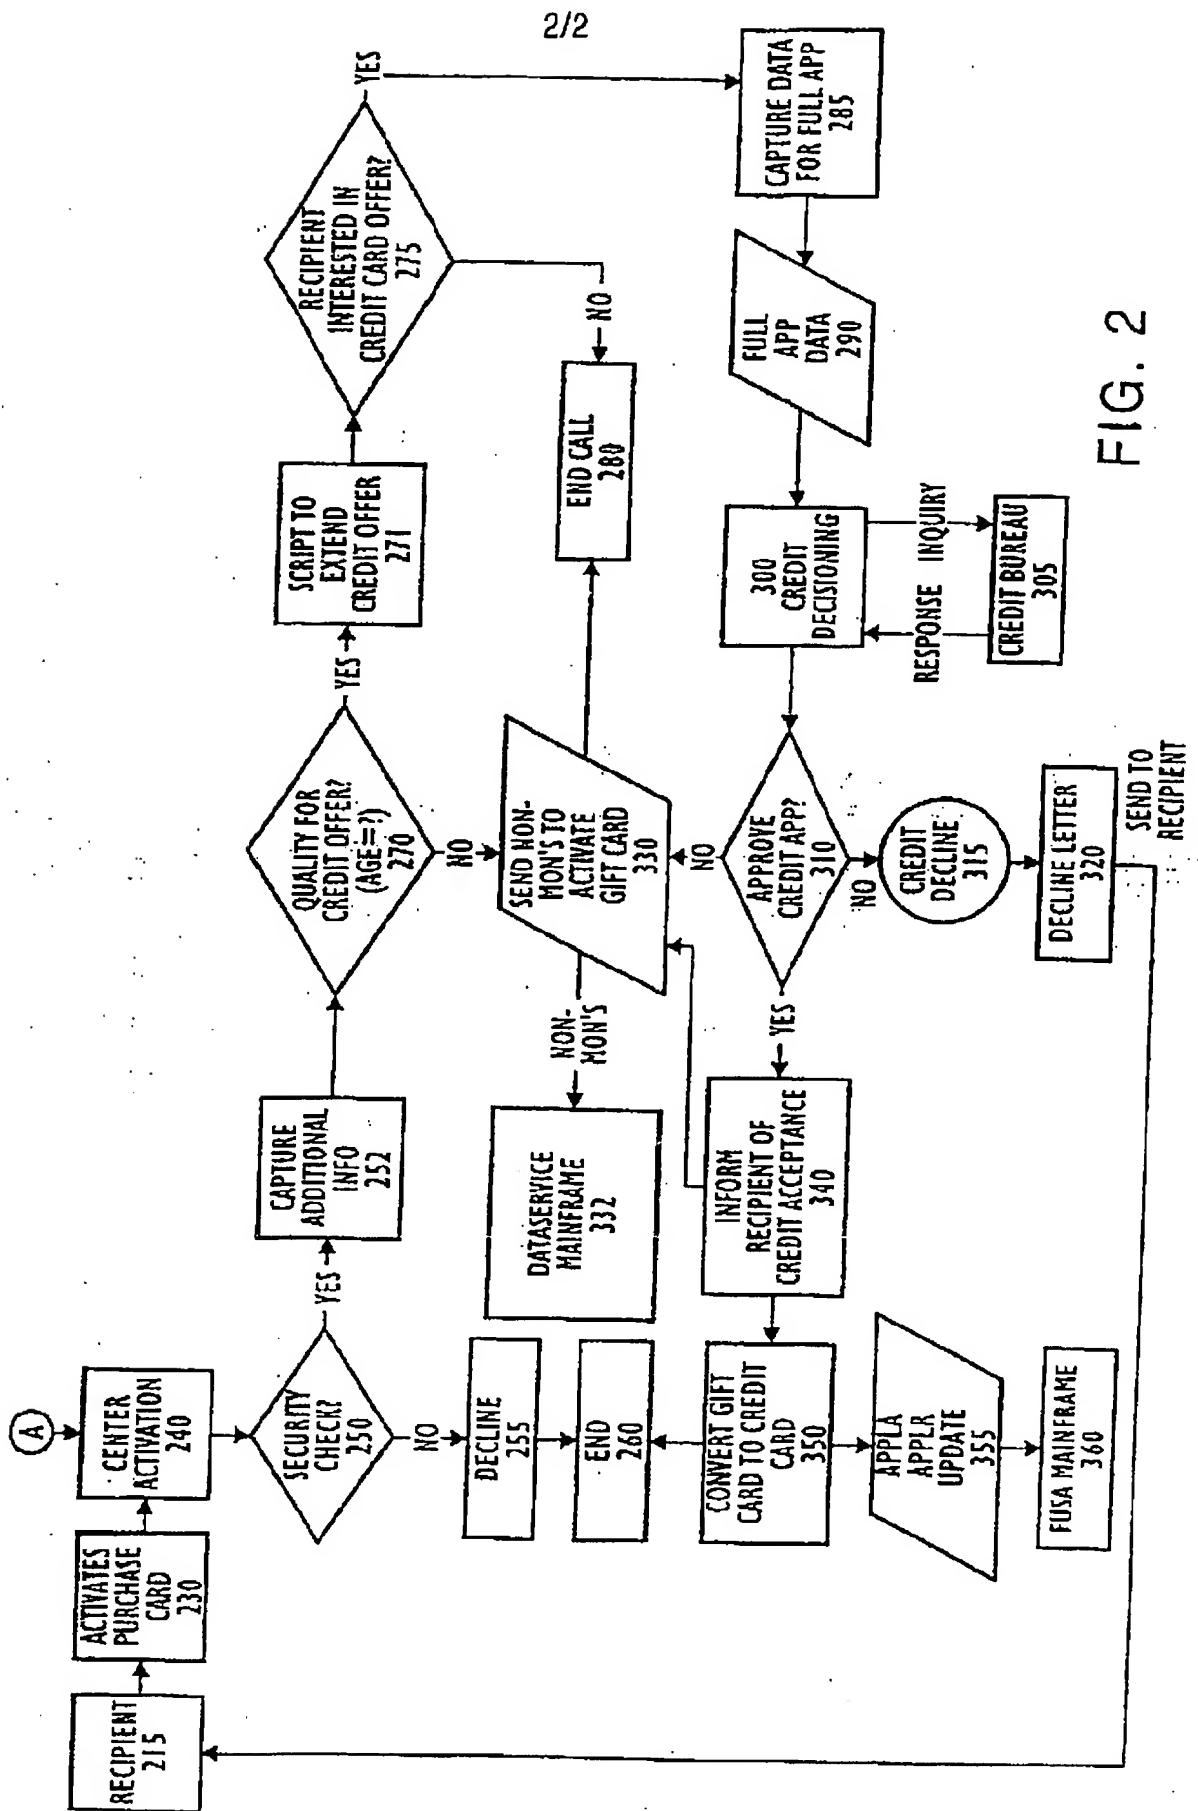 2/2
A
RECIPIENT
215
ACTIVATES
PURCHASE
CARD
230
CENTER
ACTIVATION
240
SECURITY
CHECK?
250
YES
NO
CAPTURE
ADDITIONAL
INFO
252
QUALITY FOR
CREDIT OFFER?
(AGE=?)
270
YES
NO
SCRIPT TO
EXTEND
CREDIT OFFER
271
RECIPIENT
INTERESTED IN
CREDIT CARD OFFER?
275
YES
NO
DECLINE
255
END
260
DATASERVICE
MAINFRAME
332
NON-
MON'S
SEND NON-
MON'S TO
ACTIVATE
GIFT CARD
330
END CALL
280
CONVERT GIFT
CARD TO CREDIT
CARD
350
INFORM
RECIPIENT OF
CREDIT ACCEPTANCE
340
YES
APPROVE
CREDIT APP?
310
NO
NO
300
CREDIT
DECISIONING
FULL
APP
DATA
290
CAPTURE DATA
FOR FULL APP
285
APPLA
APPLR
UPDATE
355
CREDIT
DECLINE
315
RESPONSE
INQUIRY
FUSA MAINFRAME
360
DECLINE LETTER
320
CREDIT BUREAU
305
SEND TO
RECIPIENT
FIG. 2